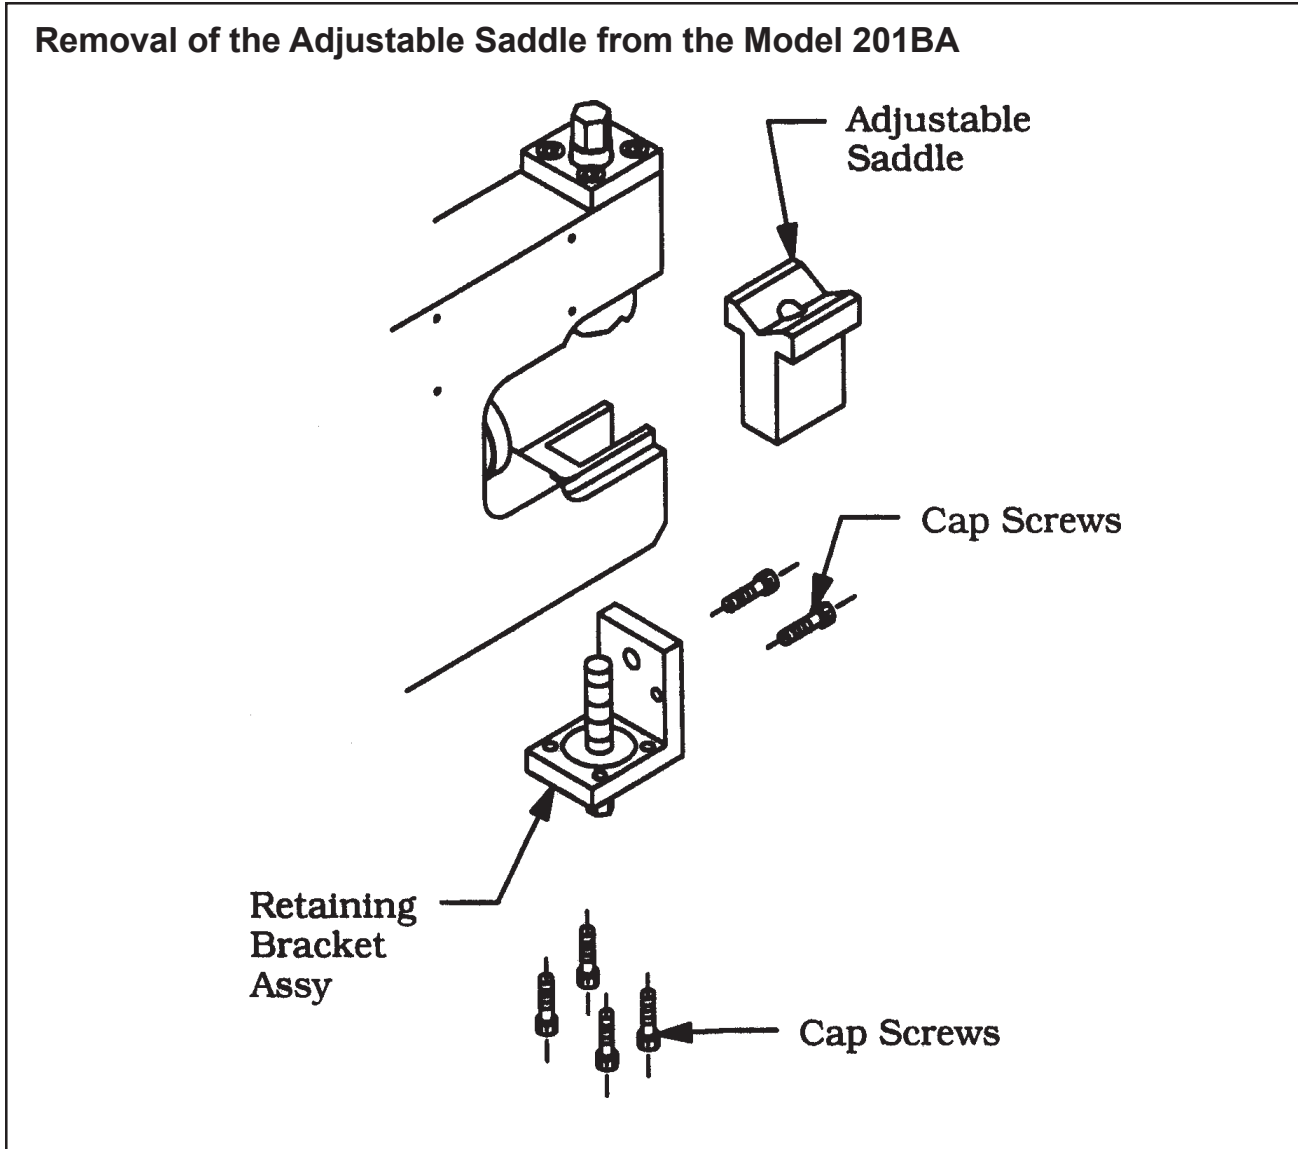 Removal of the Adjustable Saddle from the Model 201BA
Adjustable
Saddle
Cap Screws
Retaining
Bracket
Assy
Cap Screws